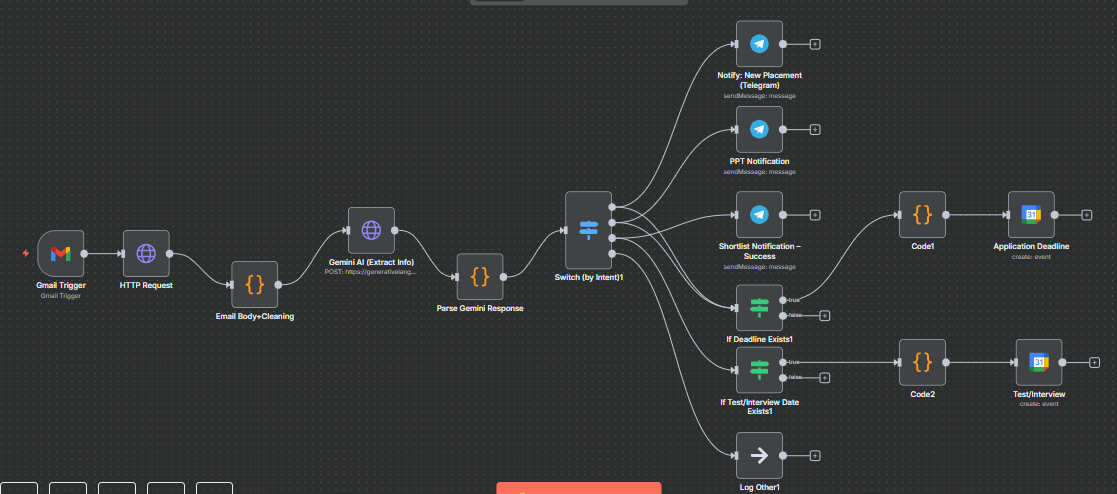 Notify: New Placement
(Telegram)
sendMessage: message
PPT Notification
sendMessage: message
Shortlist Notification –
Success
sendMessage: message
Code1
31
Application Deadline
create: event
Gmail Trigger
Gmail Trigger
HTTP Request
Email Body+Cleaning
Gemini AI (Extract Info)
POST: https://generativelang...
Parse Gemini Response
Switch (by Intent)1
true
false
If Deadline Exists1
true
false
If Test/Interview Date
Exists1
Code2
31
Test/Interview
create: event
Log Other1